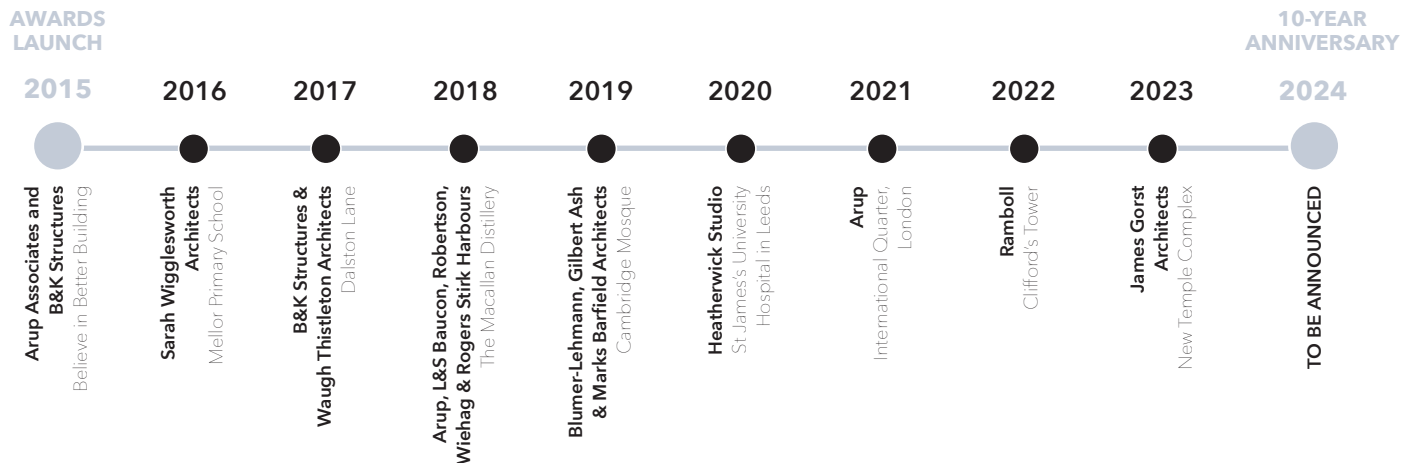 AWARDS
LAUNCH
2015
Arup Associates and
B&K Structures
Believe in Better Building
2016
Sarah Wigglesworth
Architects
Mellor Primary School
2017
B&K Structures &
Waugh Thistleton Architects
Dalston Lane
2018
Arup, L&S Baucon, Robertson,
Wiehag & Rogers Stirk Harbours
The Macallan Distillery
2019
Blumer-Lehmann, Gilbert Ash
& Marks Barfield Architects
Cambridge Mosque
2020
Heatherwick Studio
St James's University
Hospital in Leeds
2021
Arup
International Quarter,
London
2022
Ramboll
Clifford's Tower
2023
James Gorst
Architects
New Temple Complex
10-YEAR
ANNIVERSARY
2024
TO BE ANNOUNCED